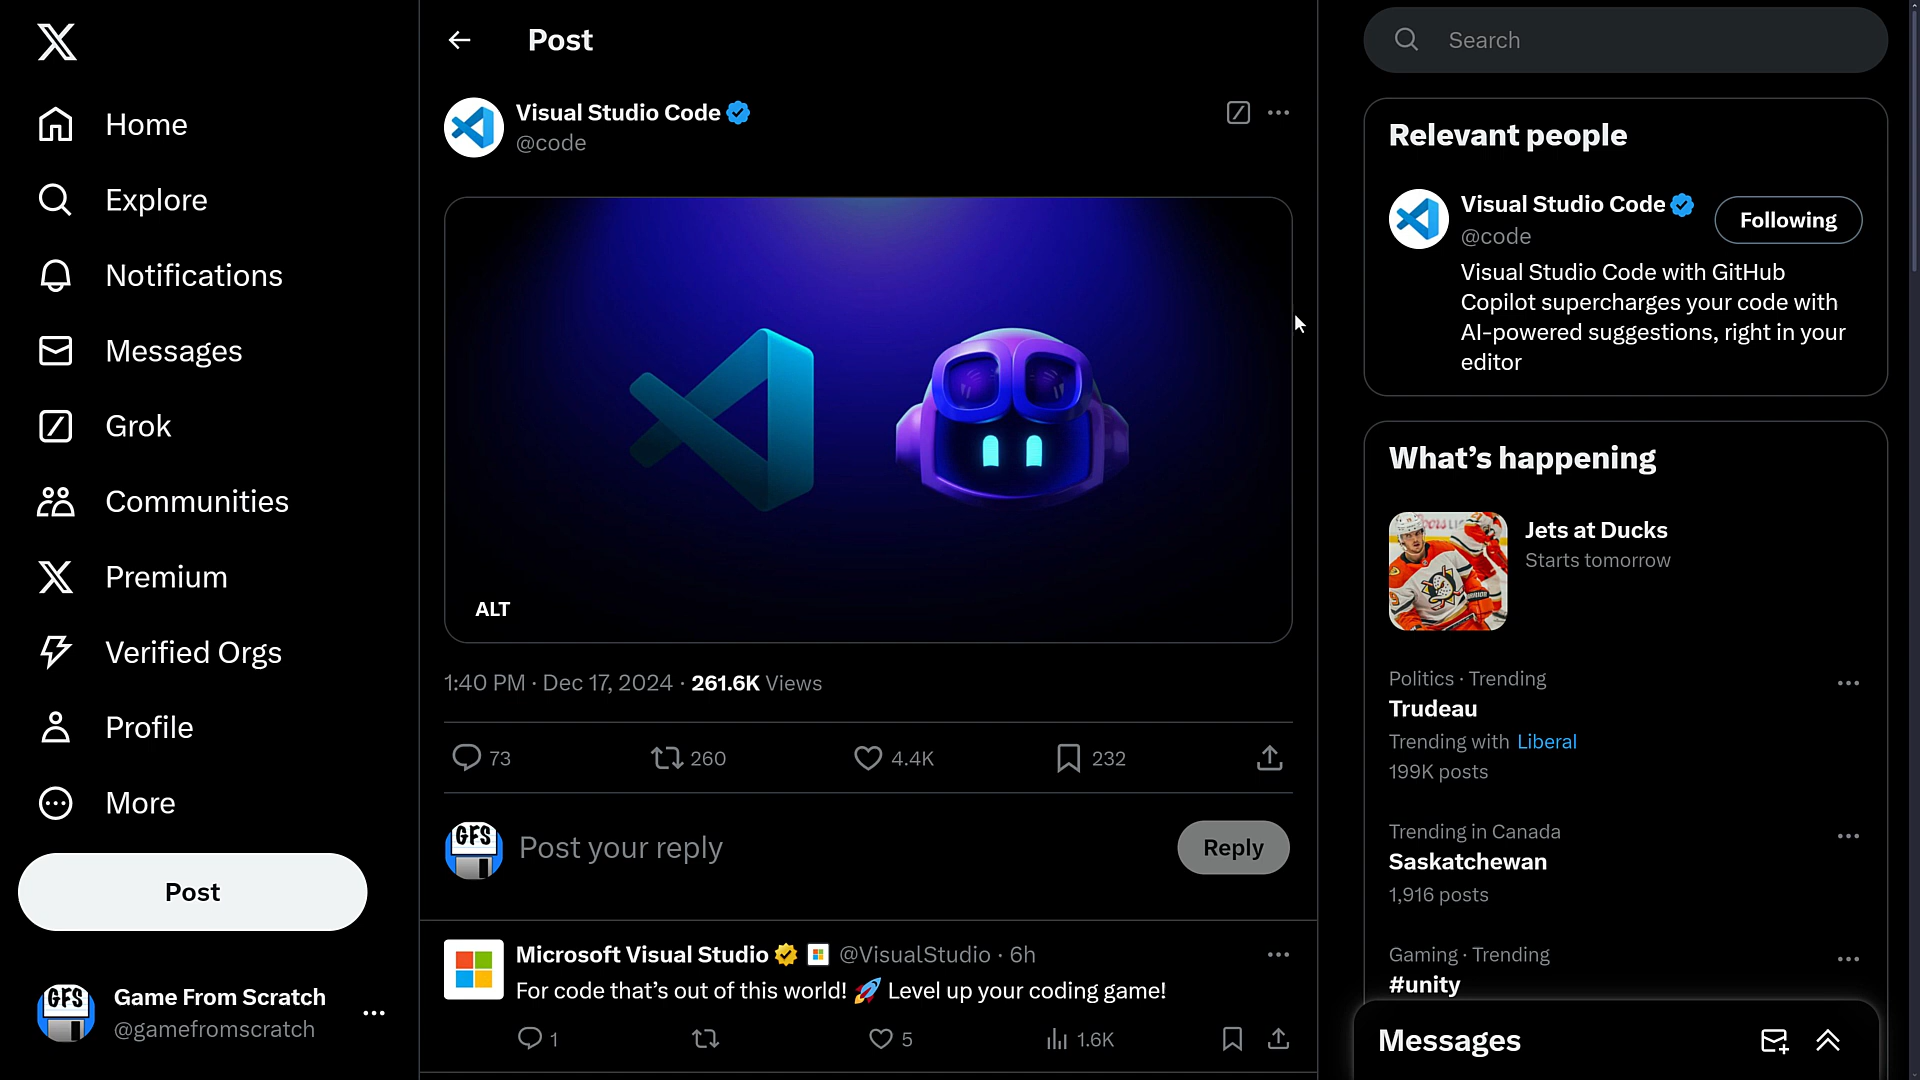 Home
Explore
Notifications
Messages
Grok
Communities
Premium
Verified Orgs
Profile
More
Post
GFS
Game From Scratch
@gamefromscratch
Post
Visual Studio Code
@code
ALT
1:40 PM · Dec 17, 2024 · 261.6K Views
73
260
4.4K
232
GFS
Post your reply
Reply
Microsoft Visual Studio @VisualStudio · 6h
For code that’s out of this world! 🚀 Level up your coding game!
1
5
1.6K
Search
Relevant people
Visual Studio Code
@code
Following
Visual Studio Code with GitHub
Copilot supercharges your code with
AI-powered suggestions, right in your
editor
What’s happening
Jets at Ducks
Starts tomorrow
Politics · Trending
Trudeau
Trending with Liberal
199K posts
Trending in Canada
Saskatchewan
1,916 posts
Gaming · Trending
#unity
Messages